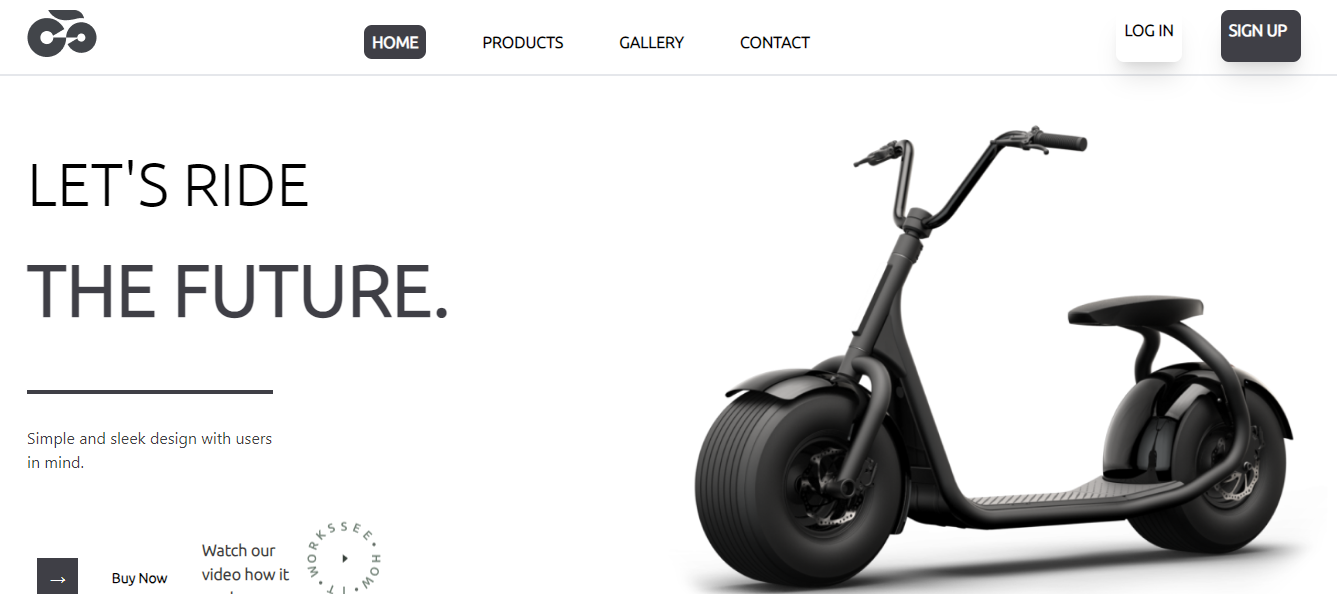 HOME
PRODUCTS
GALLERY
CONTACT
LOG IN
SIGN UP
LET'S RIDE
THE FUTURE.
Simple and sleek design with users
in mind.
→
Buy Now
Watch our
video how it
SEE • HOW • IT • WORKS